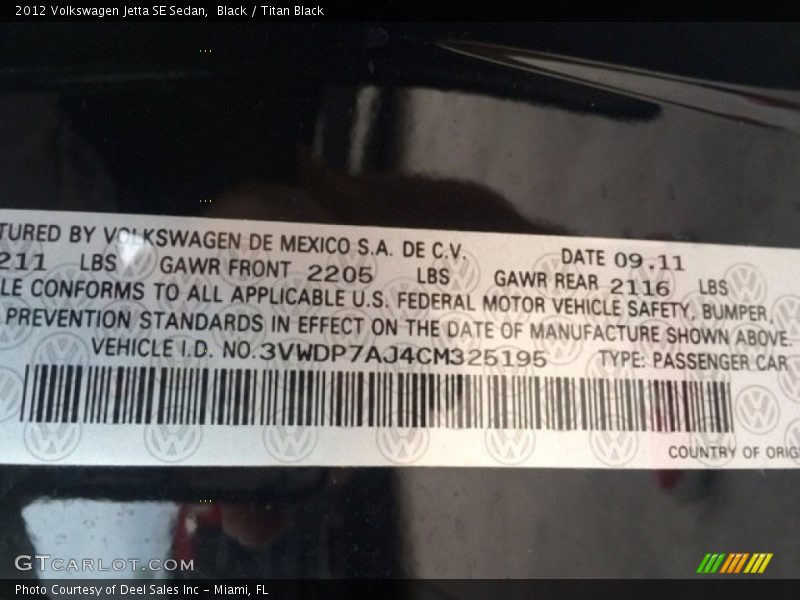 2012 Volkswagen Jetta SE Sedan, Black / Titan Black
TURED BY VOLKSWAGEN DE MEXICO S.A. DE C.V. DATE 09.11
211 LBS GAWR FRONT 2205 LBS GAWR REAR 2116 LBS
LE CONFORMS TO ALL APPLICABLE U.S. FEDERAL MOTOR VEHICLE SAFETY, BUMPER,
PREVENTION STANDARDS IN EFFECT ON THE DATE OF MANUFACTURE SHOWN ABOVE.
VEHICLE I.D. NO.3VWDP7AJ4CM325195 TYPE: PASSENGER CAR
COUNTRY OF ORIG
GTCARLOT.COM
Photo Courtesy of Deel Sales Inc - Miami, FL